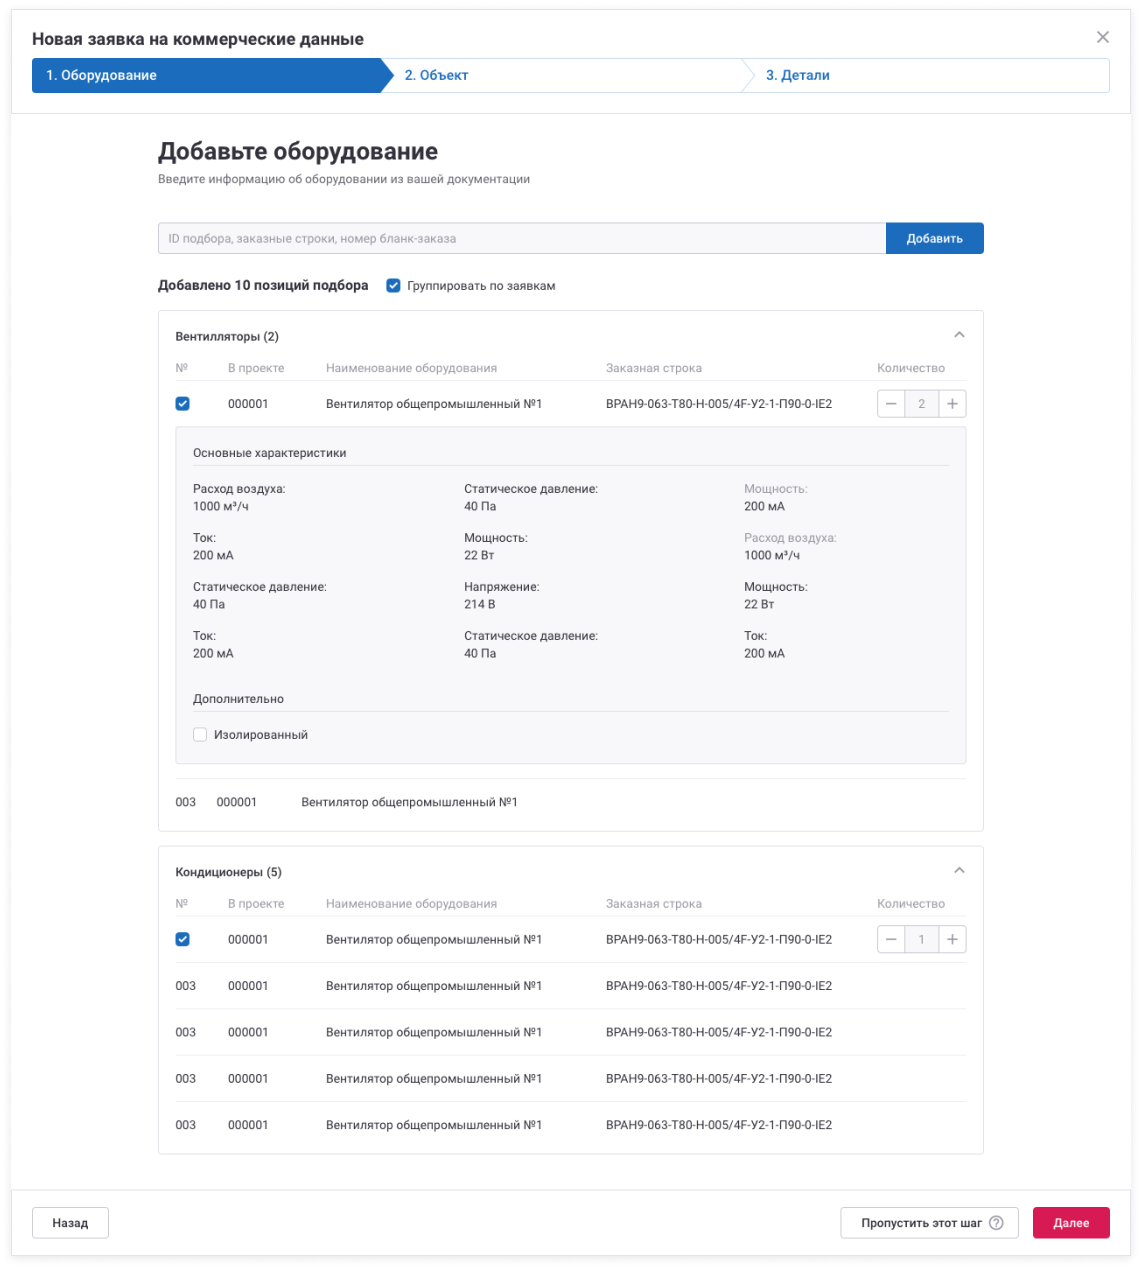 Новая заявка на коммерческие данные
1. Оборудование
2. Объект
3. Детали
Добавьте оборудование
Введите информацию об оборудовании из вашей документации
ID подбора, заказные строки, номер бланк-заказа
Добавить
Добавлено 10 позиций подбора
Группировать по заявкам
Вентилляторы (2)
№ В проекте Наименование оборудования Заказная строка Количество
000001 Вентилятор общепромышленный №1 ВРАН9-063-Т80-Н-005/4F-У2-1-П90-0-IE2 2
Основные характеристики
Расход воздуха: Статическое давление: Мощность:
1000 м³/ч 40 Па 200 мА
Ток: Мощность: Расход воздуха:
200 мА 22 Вт 1000 м³/ч
Статическое давление: Напряжение: Мощность:
40 Па 214 В 22 Вт
Ток: Статическое давление: Ток:
200 мА 40 Па 200 мА
Дополнительно
Изолированный
003 000001 Вентилятор общепромышленный №1
Кондиционеры (5)
№ В проекте Наименование оборудования Заказная строка Количество
000001 Вентилятор общепромышленный №1 ВРАН9-063-Т80-Н-005/4F-У2-1-П90-0-IE2 1
003 000001 Вентилятор общепромышленный №1 ВРАН9-063-Т80-Н-005/4F-У2-1-П90-0-IE2
003 000001 Вентилятор общепромышленный №1 ВРАН9-063-Т80-Н-005/4F-У2-1-П90-0-IE2
003 000001 Вентилятор общепромышленный №1 ВРАН9-063-Т80-Н-005/4F-У2-1-П90-0-IE2
003 000001 Вентилятор общепромышленный №1 ВРАН9-063-Т80-Н-005/4F-У2-1-П90-0-IE2
Назад
Пропустить этот шаг ?
Далее